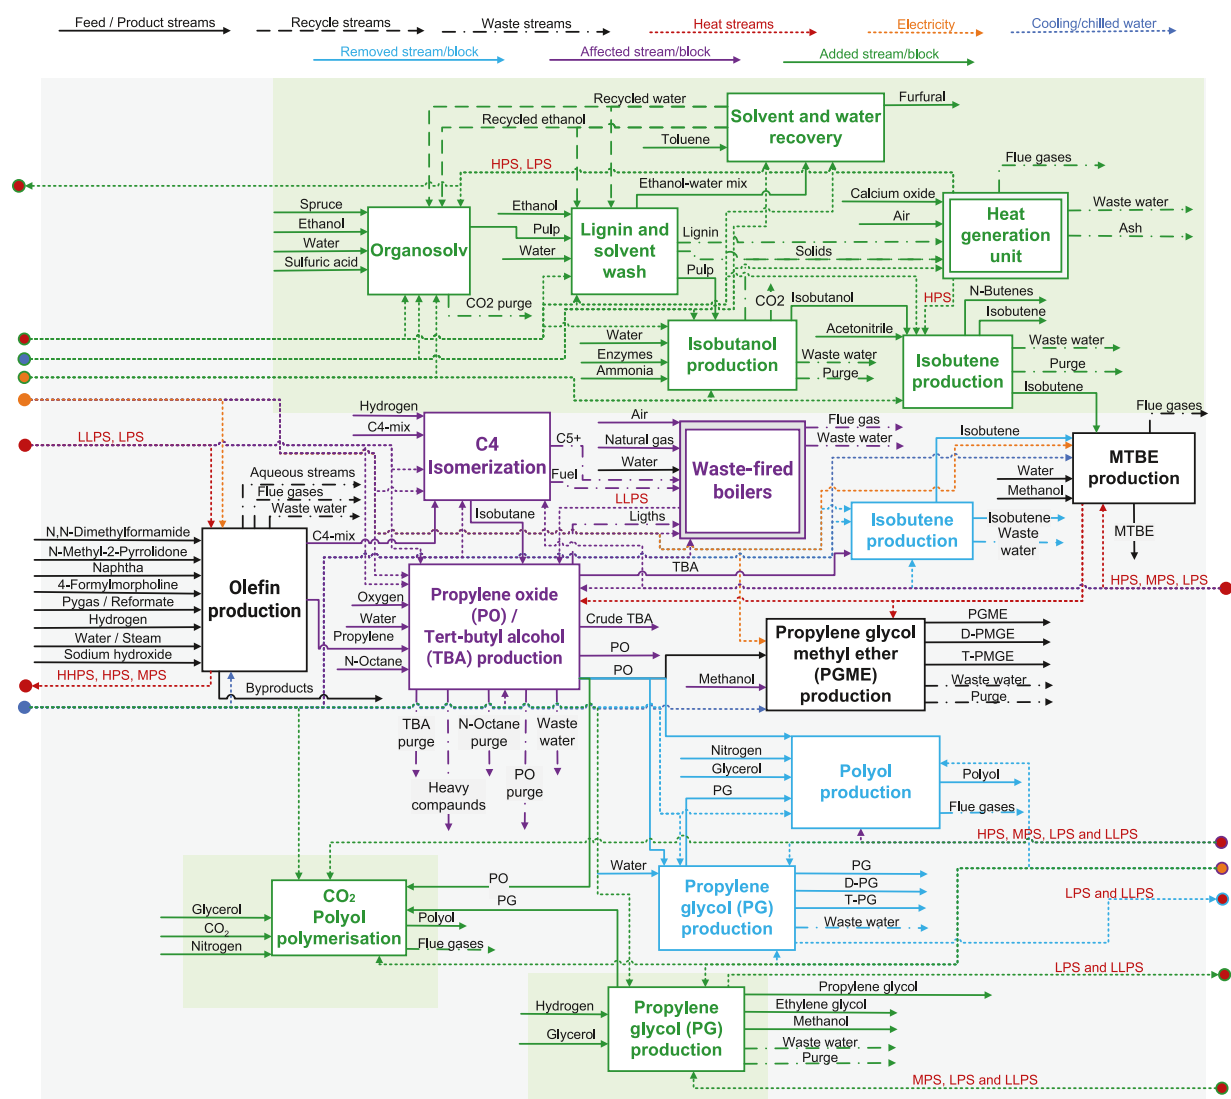 Feed / Product streams
Recycle streams
Waste streams
Heat streams
Electricity
Cooling/chilled water
Removed stream/block
Affected stream/block
Added stream/block
Recycled water
Recycled ethanol
Toluene
Solvent and water
recovery
Furfural
HPS, LPS
Ethanol-water mix
Flue gases
Calcium oxide
Air
Heat
generation
unit
Waste water
Ash
Spruce
Ethanol
Water
Sulfuric acid
Organosolv
Ethanol
Pulp
Water
Lignin and
solvent
wash
Lignin
Solids
Pulp
CO2 purge
CO2
Isobutanol
HPS
N-Butenes
Isobutene
Water
Enzymes
Ammonia
Isobutanol
production
Waste water
Purge
Acetonitrile
Isobutene
production
Waste water
Purge
Isobutene
Flue gases
LLPS, LPS
Hydrogen
C4-mix
C4
Isomerization
C5+
Fuel
Air
Natural gas
Water
LLPS
Ligths
Waste-fired
boilers
Flue gas
Waste water
Isobutene
Water
Methanol
MTBE
production
MTBE
Isobutene
production
Isobutene
Waste
water
Aqueous streams
Flue gases
Waste water
C4-mix
Isobutane
TBA
N,N-Dimethylformamide
N-Methyl-2-Pyrrolidone
Naphtha
4-Formylmorpholine
Pygas / Reformate
Hydrogen
Water / Steam
Sodium hydroxide
Olefin
production
HHPS, HPS, MPS
Byproducts
Oxygen
Water
Propylene
N-Octane
Propylene oxide
(PO) /
Tert-butyl alcohol
(TBA) production
Crude TBA
PO
PO
HPS, MPS, LPS
Methanol
Propylene glycol
methyl ether
(PGME)
production
PGME
D-PMGE
T-PMGE
Waste water
Purge
TBA
purge
Heavy
compaunds
N-Octane
purge
PO
purge
Waste
water
Nitrogen
Glycerol
PG
Polyol
production
Polyol
Flue gases
HPS, MPS, LPS and LLPS
Water
Propylene
glycol (PG)
production
PG
D-PG
T-PG
Waste water
LPS and LLPS
PO
PG
Glycerol
CO2
Nitrogen
CO2
Polyol
polymerisation
Polyol
Flue gases
LPS and LLPS
Hydrogen
Glycerol
Propylene
glycol (PG)
production
Propylene glycol
Ethylene glycol
Methanol
Waste water
Purge
MPS, LPS and LLPS